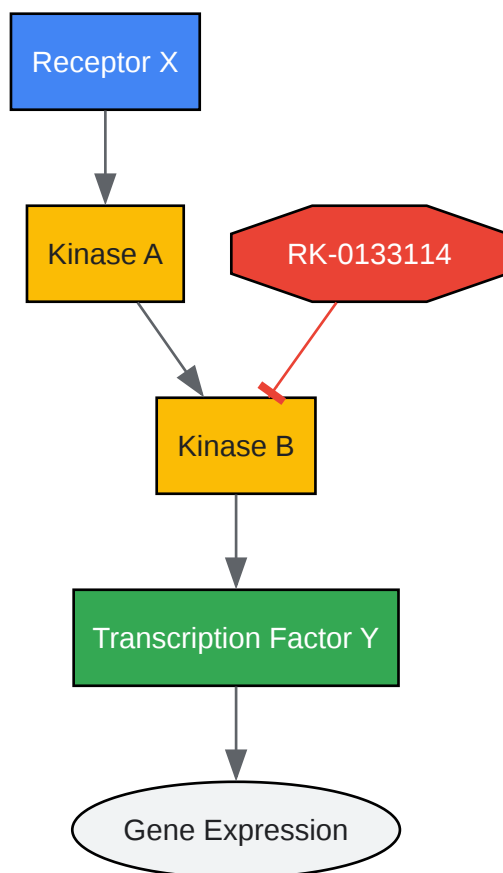 Receptor X
Kinase A
RK-0133114
Kinase B
Transcription Factor Y
Gene Expression